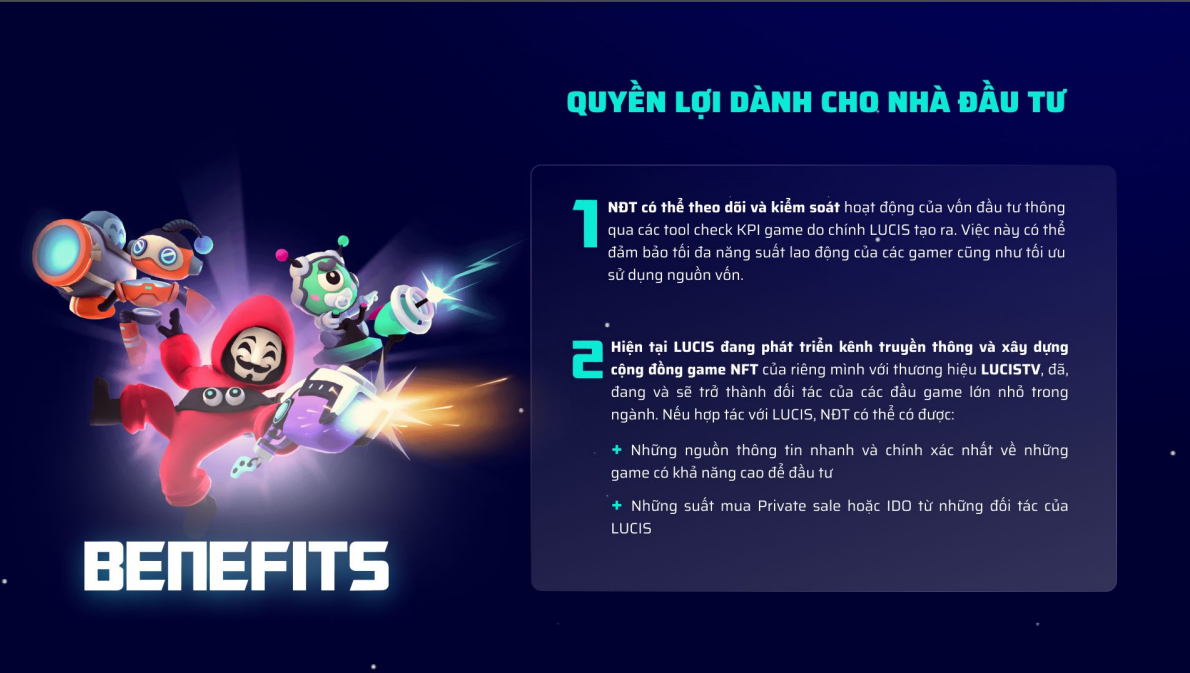 QUYỀN LỢI DÀNH CHO NHÀ ĐẦU TƯ
1
NĐT có thể theo dõi và kiểm soát hoạt động của vốn đầu tư thông
qua các tool check KPI game do chính LUCIS tạo ra. Việc này có thể
đảm bảo tối đa năng suất lao động của các gamer cũng như tối ưu
sử dụng nguồn vốn.
2
Hiện tại LUCIS đang phát triển kênh truyền thông và xây dựng
cộng đồng game NFT của riêng mình với thương hiệu LUCISTV, đã,
đang và sẽ trở thành đối tác của các đầu game lớn nhỏ trong
ngành. Nếu hợp tác với LUCIS, NĐT có thể có được:
+ Những nguồn thông tin nhanh và chính xác nhất về những
game có khả năng cao để đầu tư
+ Những suất mua Private sale hoặc IDO từ những đối tác của
LUCIS
BENEFITS